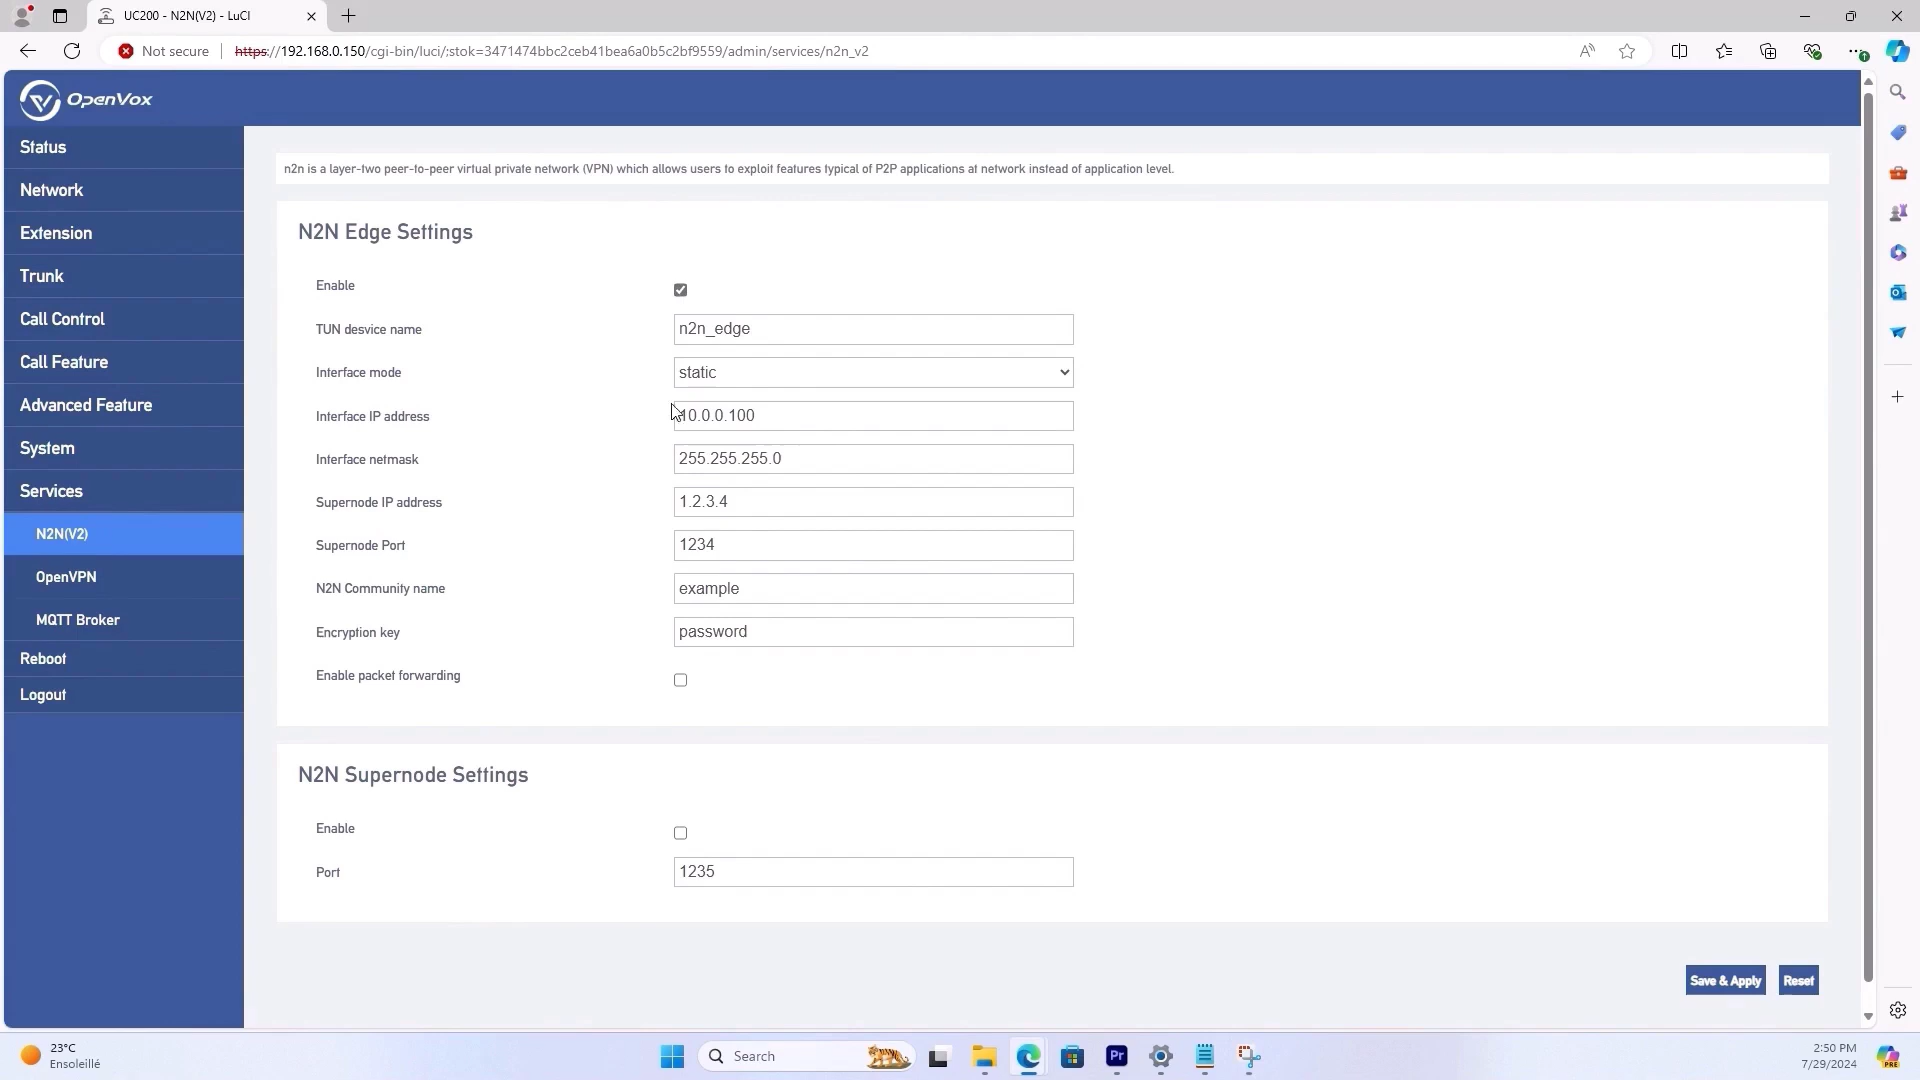 UC200 - N2N(V2) - LuCI
Not secure
https://192.168.0.150/cgi-bin/luci/;stok=3471474bbc2ceb41bea6a0b5c2bf9559/admin/services/n2n_v2
OpenVox
Status
Network
Extension
Trunk
Call Control
Call Feature
Advanced Feature
System
Services
N2N(V2)
OpenVPN
MQTT Broker
Reboot
Logout
n2n is a layer-two peer-to-peer virtual private network (VPN) which allows users to exploit features typical of P2P applications at network instead of application level.
N2N Edge Settings
Enable
TUN desvice name n2n_edge
Interface mode static
Interface IP address 10.0.0.100
Interface netmask 255.255.255.0
Supernode IP address 1.2.3.4
Supernode Port 1234
N2N Community name example
Encryption key password
Enable packet forwarding
N2N Supernode Settings
Enable
Port 1235
Save & Apply Reset
23°C
Ensoleillé
Search
Pr
2:50 PM
7/29/2024
PRE